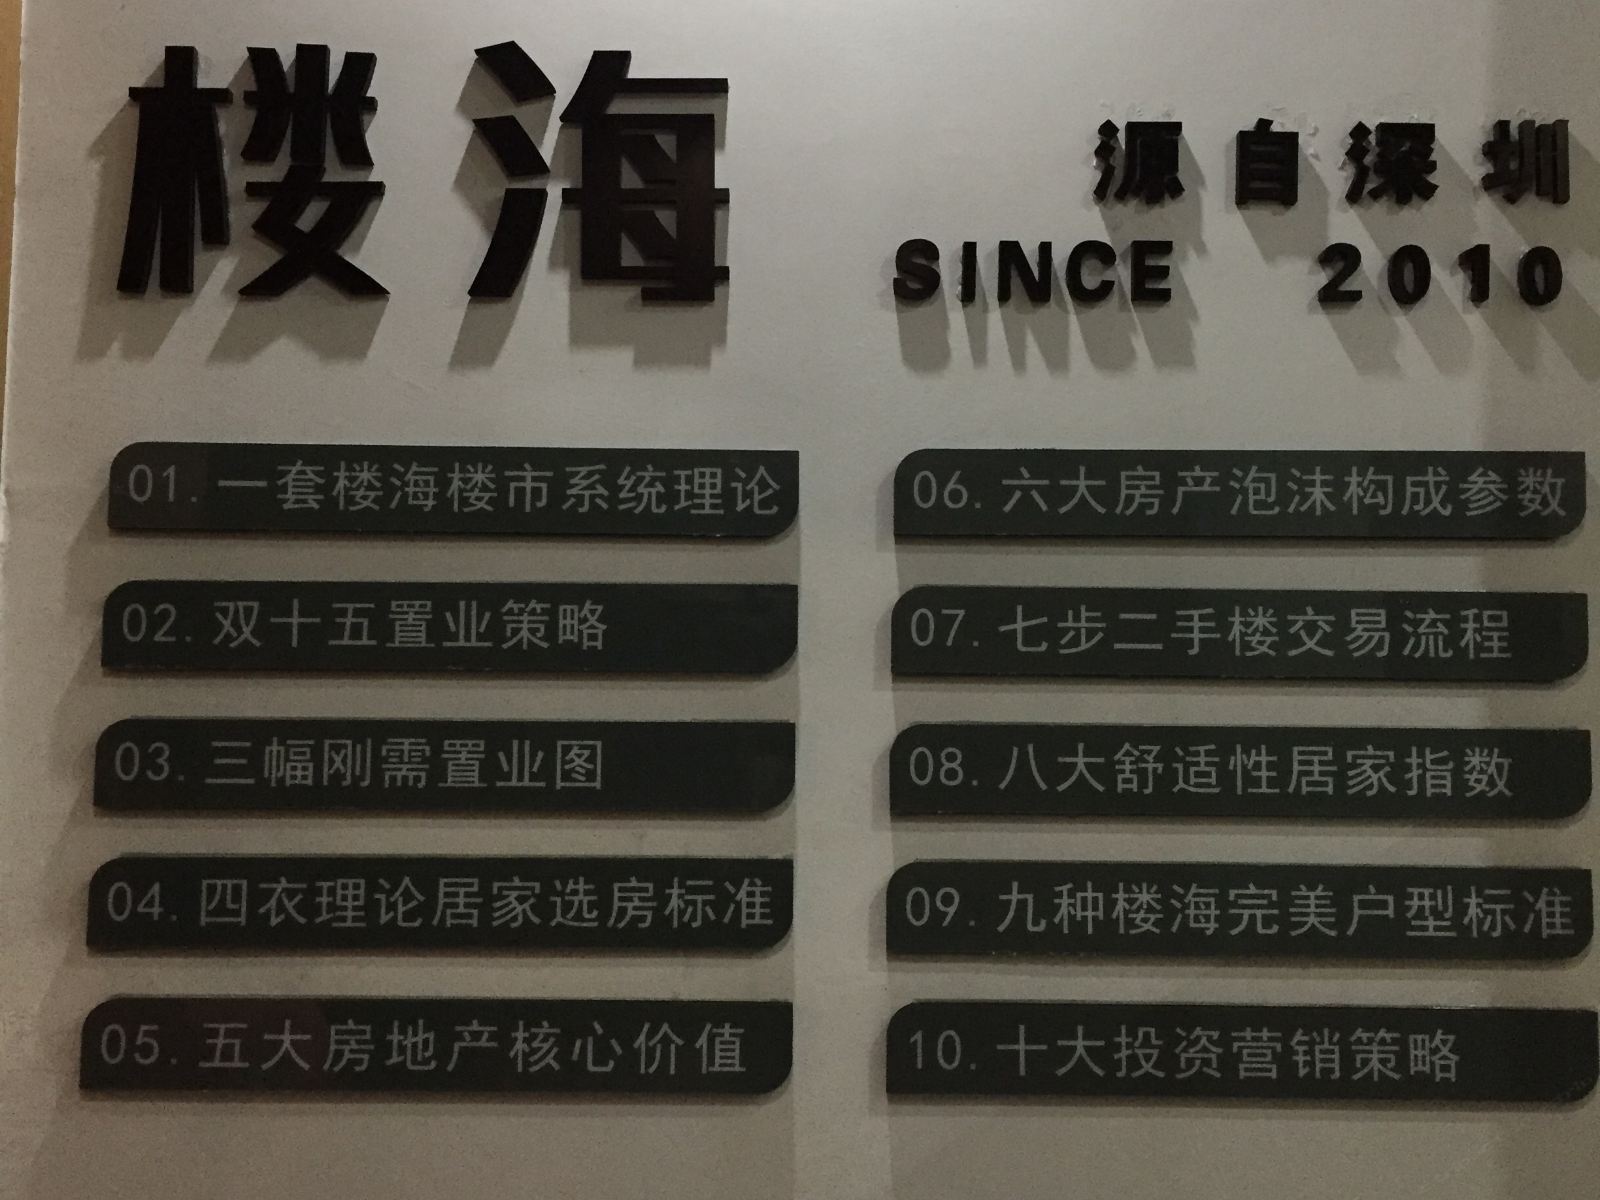 楼海
源自深圳
SINCE 2010
01.一套楼海楼市系统理论
02.双十五置业策略
03.三幅刚需置业图
04.四衣理论居家选房标准
05.五大房地产核心价值
06.六大房产泡沫构成参数
07.七步二手楼交易流程
08.八大舒适性居家指数
09.九种楼海完美户型标准
10.十大投资营销策略